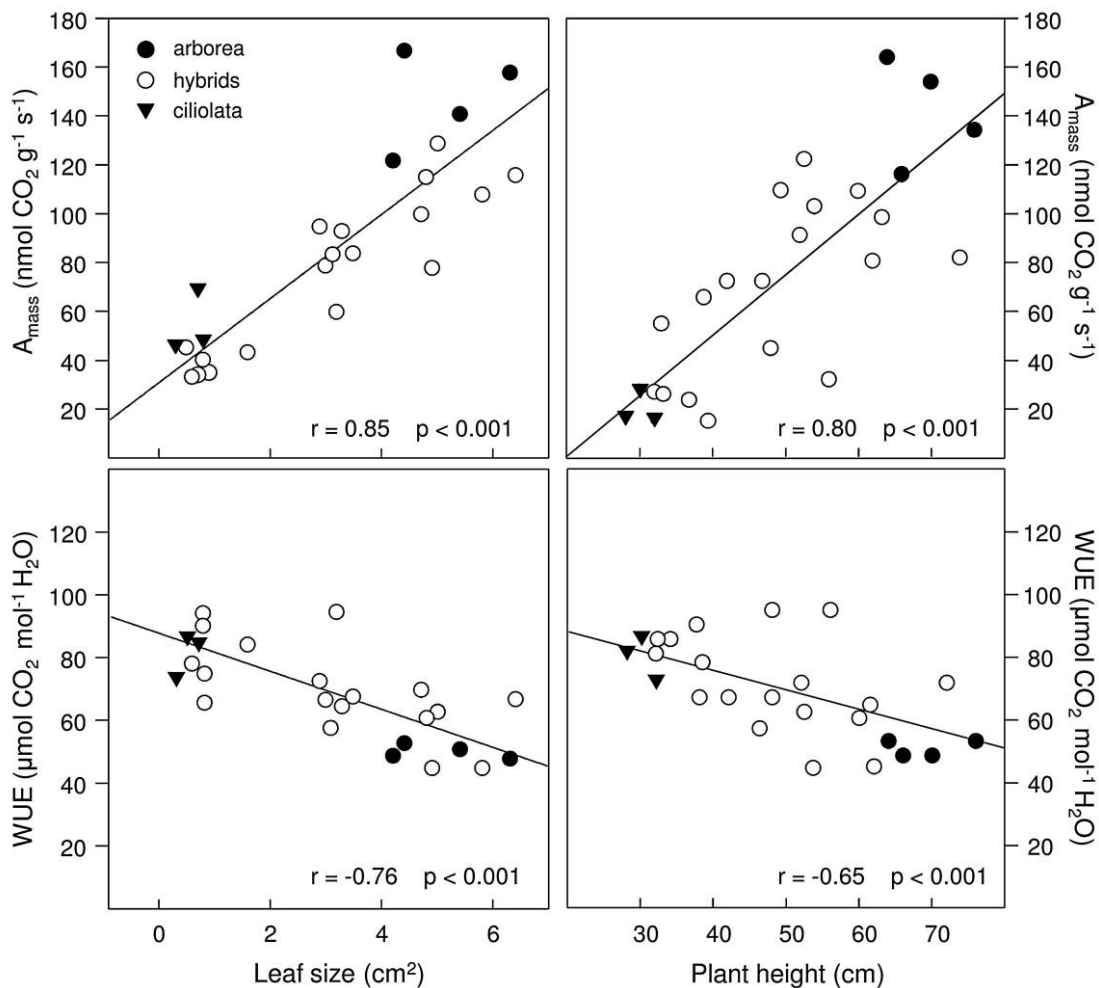 180
160
140
120
100
80
60
40
20
A_mass (nmol CO₂ g⁻¹ s⁻¹)
arborea
hybrids
ciliolata
r = 0.85 p < 0.001
180
160
140
120
100
80
60
40
20
A_mass (nmol CO₂ g⁻¹ s⁻¹)
r = 0.80 p < 0.001
120
100
80
60
40
20
WUE (µmol CO₂ mol⁻¹ H₂O)
r = -0.76 p < 0.001
0 2 4 6
Leaf size (cm²)
120
100
80
60
40
20
WUE (µmol CO₂ mol⁻¹ H₂O)
r = -0.65 p < 0.001
30 40 50 60 70
Plant height (cm)